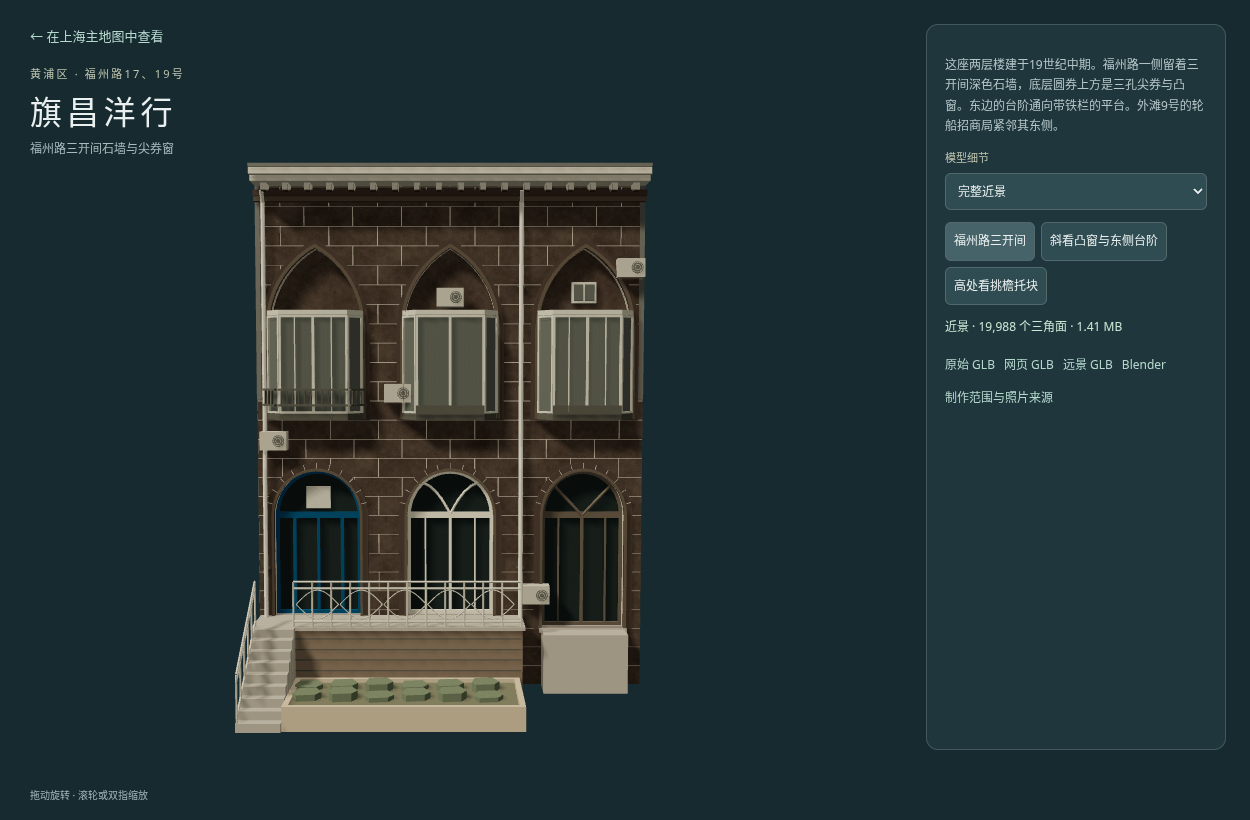 ← 在上海主地图中查看
黄浦区 · 福州路17、19号
旗昌洋行
福州路三开间石墙与尖券窗
这座两层楼建于19世纪中期。福州路一侧留着三
开间深色石墙，底层圆券上方是三孔尖券与凸
窗。东边的台阶通向带铁栏的平台。外滩9号的轮
船招商局紧邻其东侧。
模型细节
完整近景
福州路三开间
斜看凸窗与东侧台阶
高处看挑檐托块
近景 · 19,988 个三角面 · 1.41 MB
原始 GLB 网页 GLB 远景 GLB Blender
制作范围与照片来源
拖动旋转 · 滚轮或双指缩放